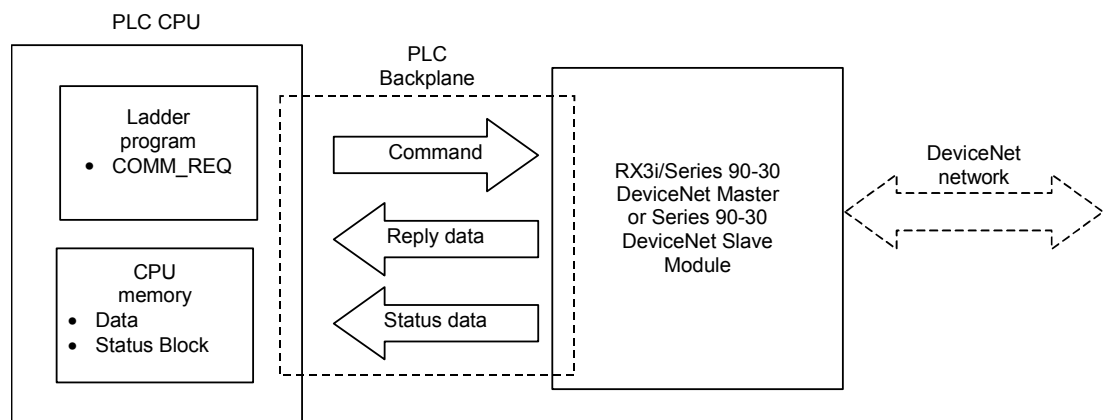 PLC CPU
Ladder
program
• COMM_REQ
CPU
memory
• Data
• Status Block
PLC
Backplane
Command
Reply data
Status data
RX3i/Series 90-30
DeviceNet Master
or Series 90-30
DeviceNet Slave
Module
DeviceNet
network